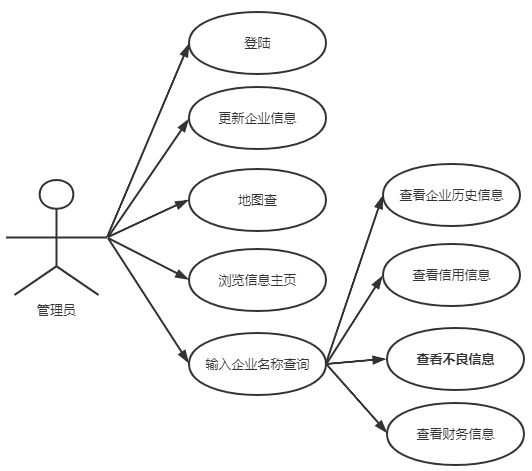 登陆
更新企业信息
地图查
浏览信息主页
输入企业名称查询
查看企业历史信息
查看信用信息
查看不良信息
查看财务信息
管理员